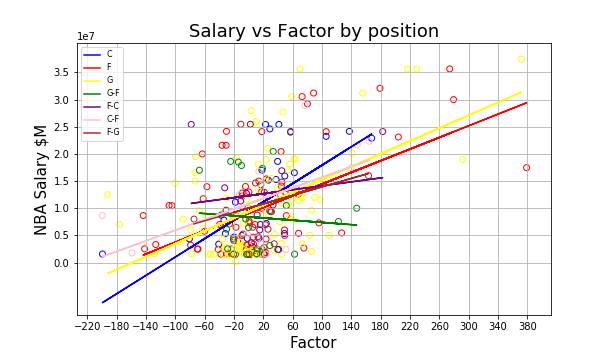 Salary vs Factor by position
1e7
C
F
G
G-F
F-C
C-F
F-G
3.5
3.0
2.5
2.0
1.5
1.0
0.5
0.0
NBA Salary $M
−220 −180 −140 −100 −60 −20 20 60 100 140 180 220 260 300 340 380
Factor